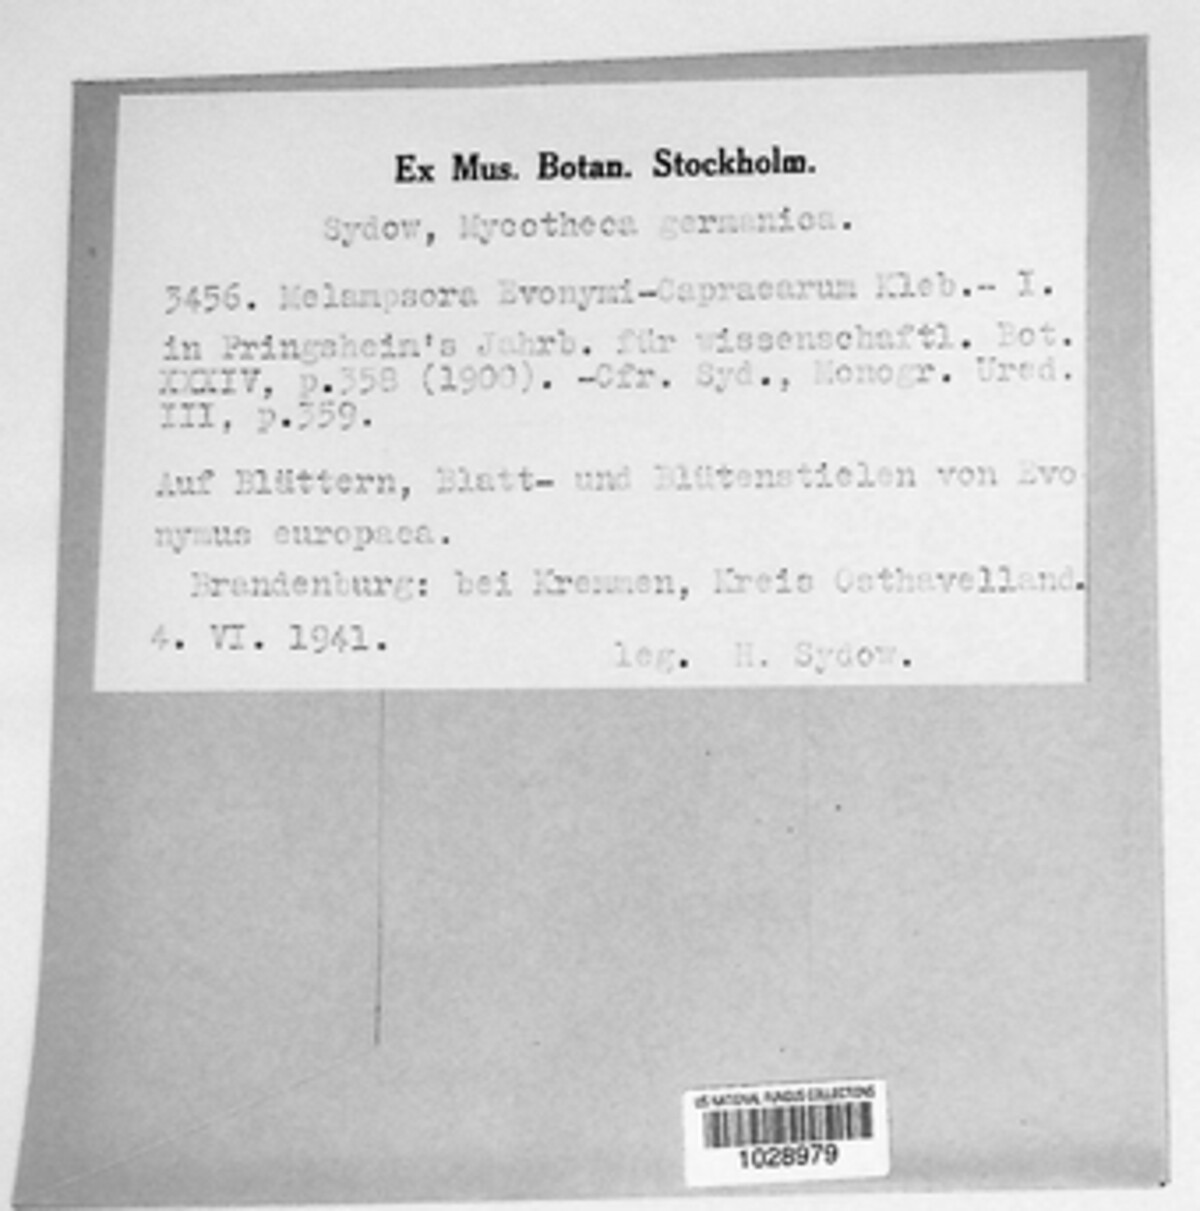 Ex Mus. Botan. Stockholm.
Sydow, Mycotheca germanica.
3456. Melampsora Evonymi-Capraearum Kleb.- I.
in Pringsheim's Jahrb. für wissenschaftl. Bot.
XXXIV, p.358 (1900). -Cfr. Syd., Monogr. Ured.
III, p.359.
Auf Blättern, Blatt- und Blütenstielen von Evo
nymus europaea.
Brandenburg: bei Kremmen, Kreis Osthavelland.
4. VI. 1941.
leg. H. Sydow.
US NATIONAL FUNGUS COLLECTIONS
1028979